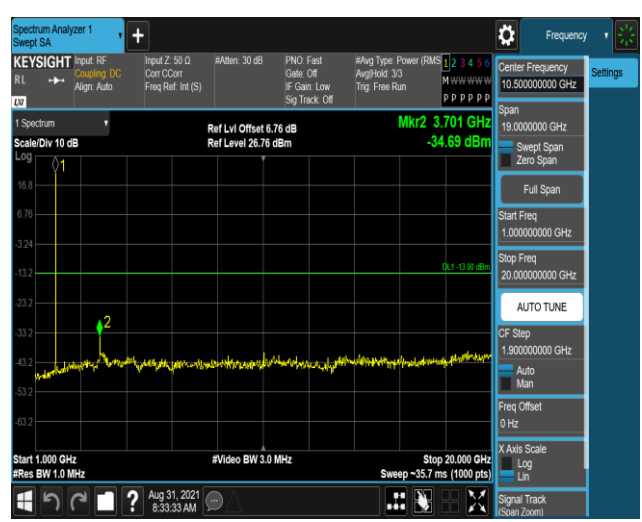 Spectrum Analyzer 1
Swept SA
+
Frequency
KEYSIGHT
RL
LXI
Input: RF
Coupling: DC
Align: Auto
Input Z: 50 Ω
Corr CCorr
Freq Ref: Int (S)
#Atten: 30 dB
PNO: Fast
Gate: Off
IF Gain: Low
Sig Track: Off
#Avg Type: Power (RMS
Avg|Hold: 3/3
Trig: Free Run
1 2 3 4 5 6
M W W W W W
P P P P P P
Center Frequency
10.500000000 GHz
Settings
Span
19.0000000 GHz
Swept Span
Zero Span
Full Span
Start Freq
1.000000000 GHz
Stop Freq
20.000000000 GHz
AUTO TUNE
CF Step
1.900000000 GHz
Auto
Man
Freq Offset
0 Hz
X Axis Scale
Log
Lin
Signal Track
(Span Zoom)
1 Spectrum
Scale/Div 10 dB
Ref Lvl Offset 6.76 dB
Ref Level 26.76 dBm
Mkr2 3.701 GHz
-34.69 dBm
Log
1
16.8
6.76
-3.24
-13.2
DL1 -13.00 dBm
-23.2
2
-33.2
-43.2
-53.2
-63.2
Start 1.000 GHz
#Res BW 1.0 MHz
#Video BW 3.0 MHz
Stop 20.000 GHz
Sweep ~35.7 ms (1000 pts)
?
Aug 31, 2021
8:33:33 AM